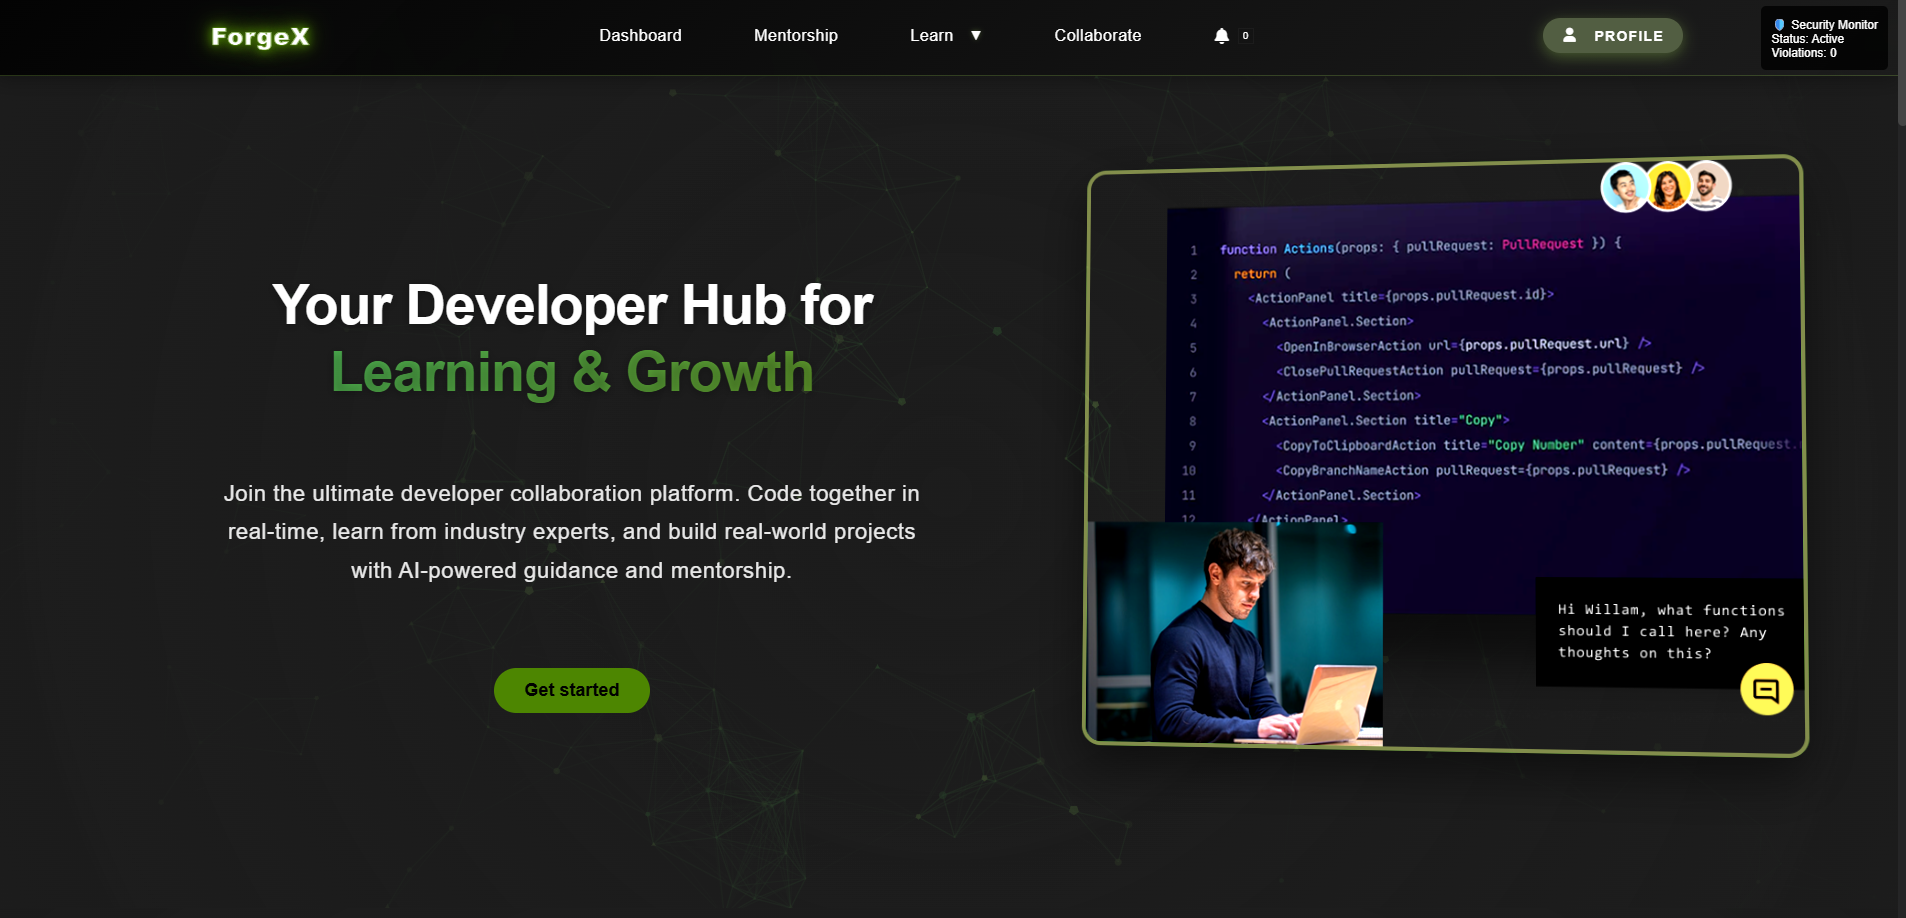 ForgeX
Dashboard
Mentorship
Learn ▼
Collaborate
0
PROFILE
Security Monitor
Status: Active
Violations: 0
Your Developer Hub for
Learning & Growth
Join the ultimate developer collaboration platform. Code together in
real-time, learn from industry experts, and build real-world projects
with AI-powered guidance and mentorship.
Get started
1 function Actions(props: { pullRequest: PullRequest }) {
2 return (
3 <ActionPanel title={props.pullRequest.id}>
4 <ActionPanel.Section>
5 <OpenInBrowserAction url={props.pullRequest.url} />
6 <ClosePullRequestAction pullRequest={props.pullRequest} />
7 </ActionPanel.Section>
8 <ActionPanel.Section title="Copy">
9 <CopyToClipboardAction title="Copy Number" content={props.pullRequest.
10 <CopyBranchNameAction pullRequest={props.pullRequest} />
11 </ActionPanel.Section>
12 </ActionPanel>
Hi Willam, what functions
should I call here? Any
thoughts on this?